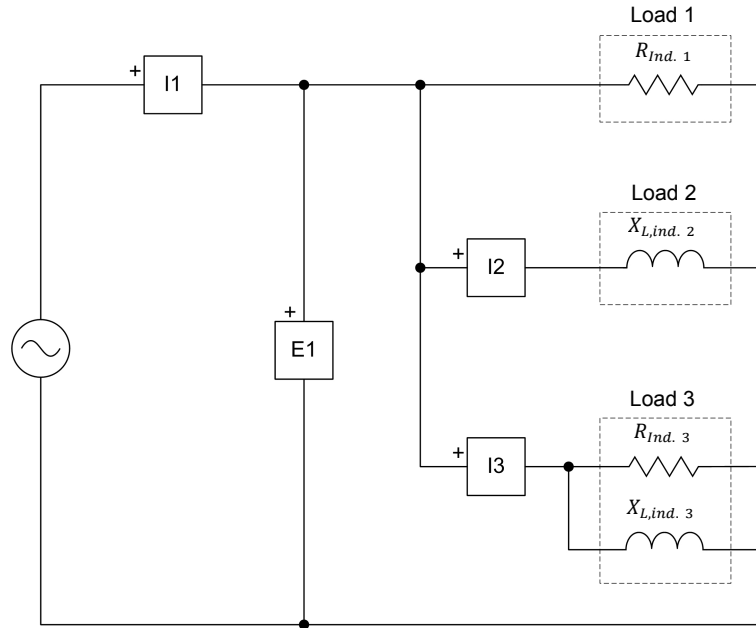 Load 1
R_Ind. 1
+ I1
Load 2
X_L,ind. 2
+ I2
+ E1
Load 3
R_Ind. 3
+ I3
X_L,ind. 3